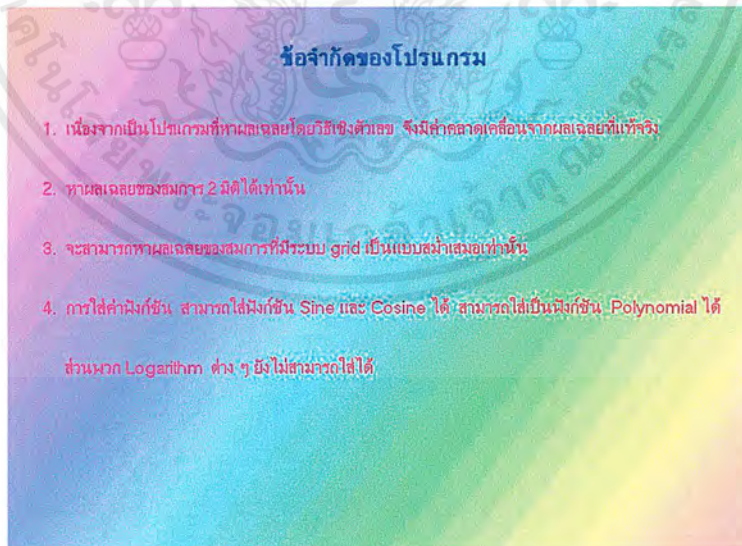 ข้อจำกัดของโปรแกรม
1. เนื่องจากเป็นโปรแกรมที่หาผลเฉลยโดยวิธีเชิงตัวเลข จึงมีค่าคลาดเคลื่อนจากผลเฉลยที่แท้จริง
2. หาผลเฉลยของสมการ 2 มิติได้เท่านั้น
3. จะสามารถหาผลเฉลยของสมการที่มีระบบ grid เป็นแบบสม่ำเสมอเท่านั้น
4. การใส่ค่าฟังก์ชัน สามารถใส่ฟังก์ชัน Sine และ Cosine ได้ สามารถใส่เป็นฟังก์ชัน Polynomial ได้
ส่วนพวก Logarithm ต่าง ๆ ยังไม่สามารถใส่ได้